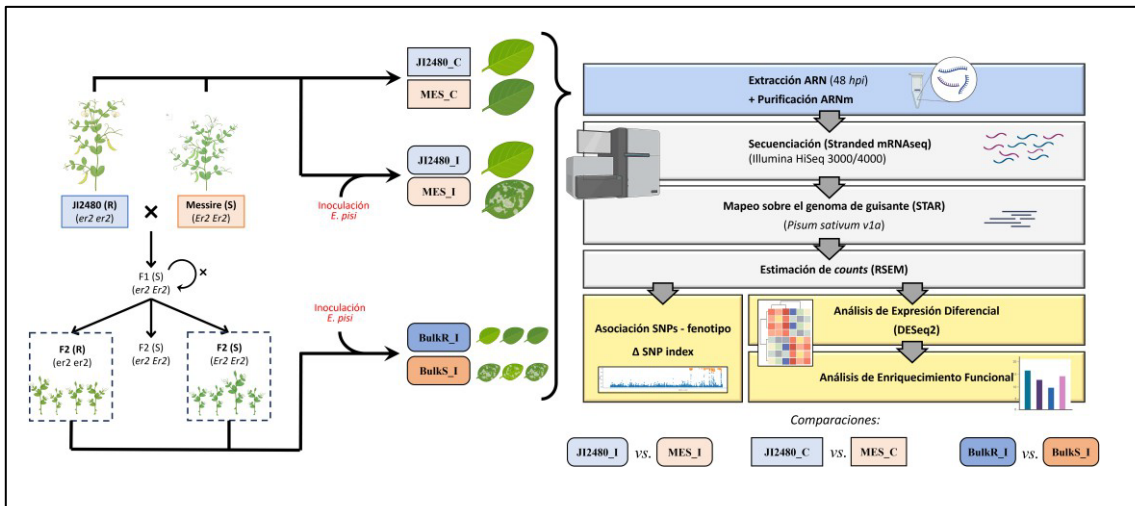 JI2480_C
MES_C
JI2480_I
MES_I
Inoculación
E. pisi
JI2480 (R)
(er2 er2)
×
Messire (S)
(Er2 Er2)
F1 (S)
(er2 Er2)
×
F2 (R)
(er2 er2)
F2 (S)
(er2 Er2)
F2 (S)
(Er2 Er2)
Inoculación
E. pisi
BulkR_I
BulkS_I
Extracción ARN (48 hpi)
+ Purificación ARNm
Secuenciación (Stranded mRNAseq)
(Illumina HiSeq 3000/4000)
Mapeo sobre el genoma de guisante (STAR)
(Pisum sativum v1a)
Estimación de counts (RSEM)
Asociación SNPs - fenotipo
Δ SNP index
Análisis de Expresión Diferencial
(DESeq2)
Análisis de Enriquecimiento Funcional
Comparaciones:
JI2480_I vs. MES_I
JI2480_C vs. MES_C
BulkR_I vs. BulkS_I